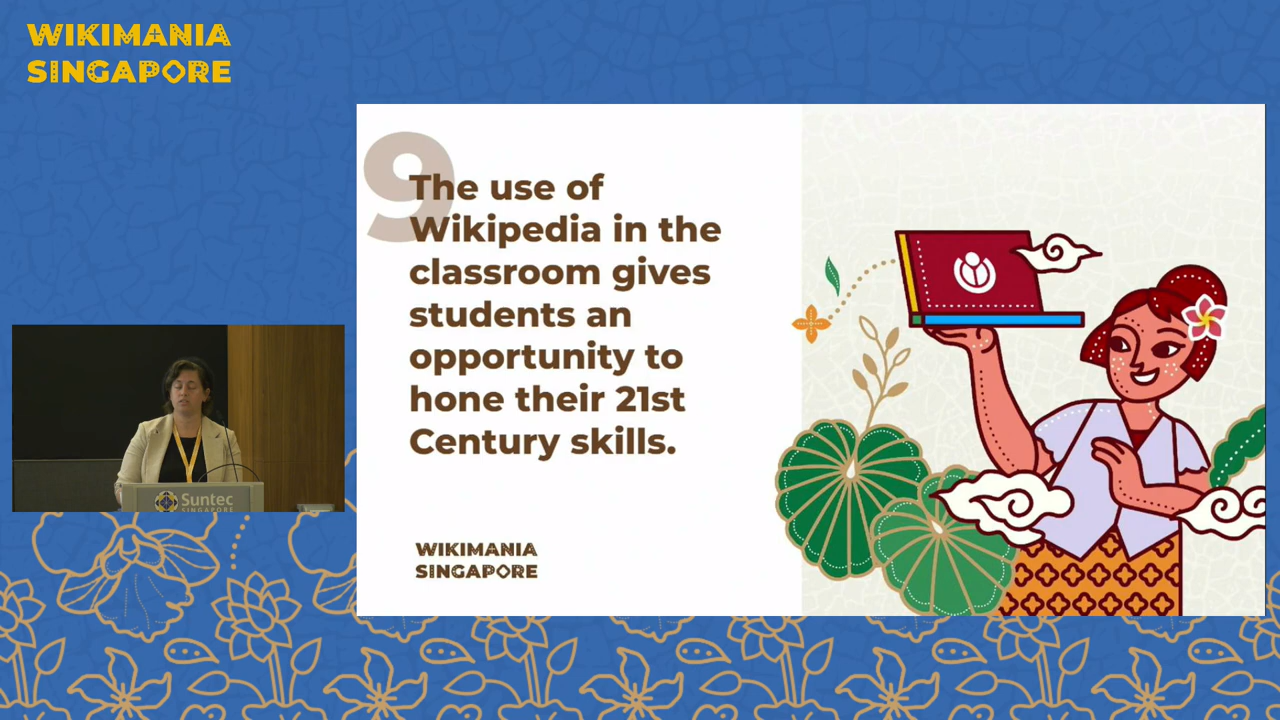 WIKIMANIA
SINGAPORE
9
The use of
Wikipedia in the
classroom gives
students an
opportunity to
hone their 21st
Century skills.
WIKIMANIA
SINGAPORE
Suntec
SINGAPORE